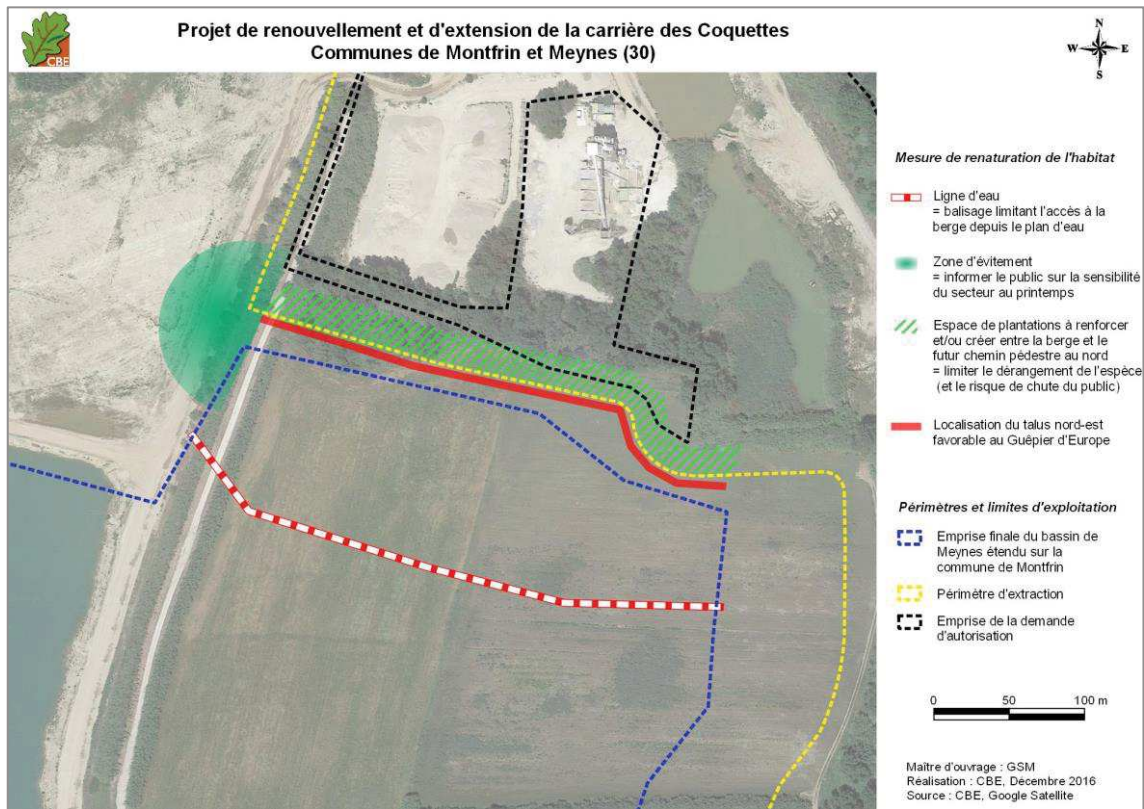 CBE
Projet de renouvellement et d'extension de la carrière des Coquettes
Communes de Montfrin et Meynes (30)
N
W E
S
Mesure de renaturation de l'habitat
Ligne d'eau
= balisage limitant l'accès à la
berge depuis le plan d'eau
Zone d'évitement
= informer le public sur la sensibilité
du secteur au printemps
Espace de plantations à renforcer
et/ou créer entre la berge et le
futur chemin pédestre au nord
= limiter le dérangement de l'espèce
(et le risque de chute du public)
Localisation du talus nord-est
favorable au Guêpier d'Europe
Périmètres et limites d'exploitation
Emprise finale du bassin de
Meynes étendu sur la
commune de Montfrin
Périmètre d'extraction
Emprise de la demande
d'autorisation
0 50 100 m
Maître d'ouvrage : GSM
Réalisation : CBE, Décembre 2016
Source : CBE, Google Satellite